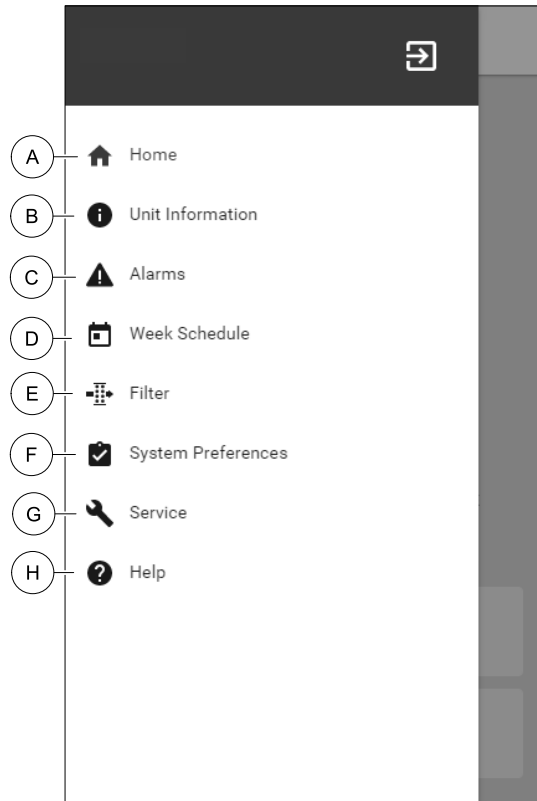 A Home
B Unit Information
C Alarms
D Week Schedule
E Filter
F System Preferences
G Service
H Help